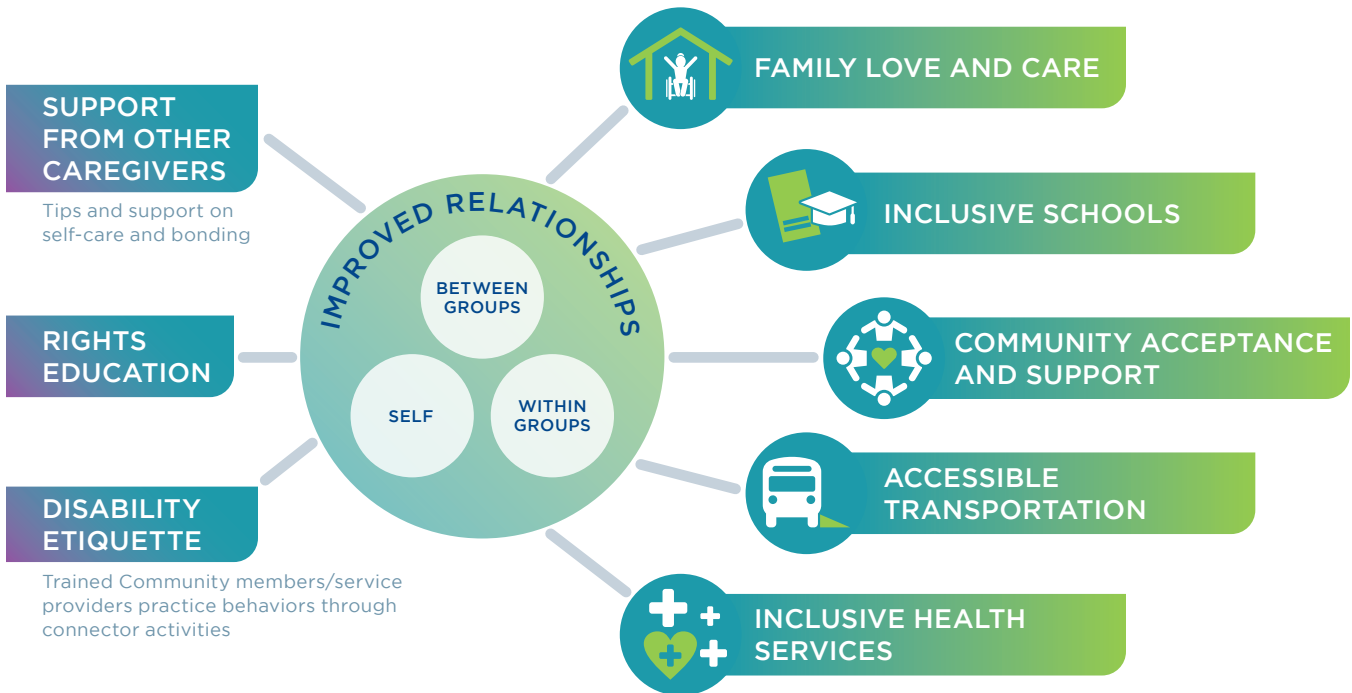 SUPPORT
FROM OTHER
CAREGIVERS
Tips and support on
self-care and bonding
RIGHTS
EDUCATION
DISABILITY
ETIQUETTE
Trained Community members/service
providers practice behaviors through
connector activities
IMPROVED RELATIONSHIPS
BETWEEN
GROUPS
SELF
WITHIN
GROUPS
FAMILY LOVE AND CARE
INCLUSIVE SCHOOLS
COMMUNITY ACCEPTANCE
AND SUPPORT
ACCESSIBLE
TRANSPORTATION
INCLUSIVE HEALTH
SERVICES